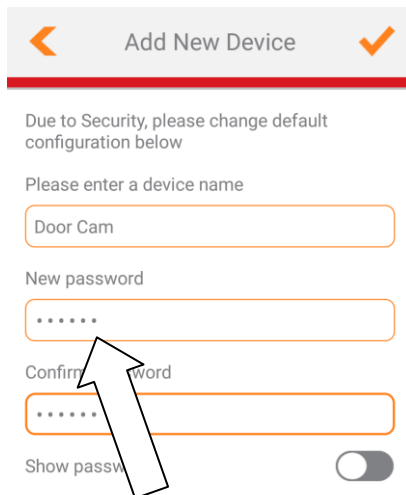 Add New Device
Due to Security, please change default
configuration below
Please enter a device name
Door Cam
New password
••••••
Show